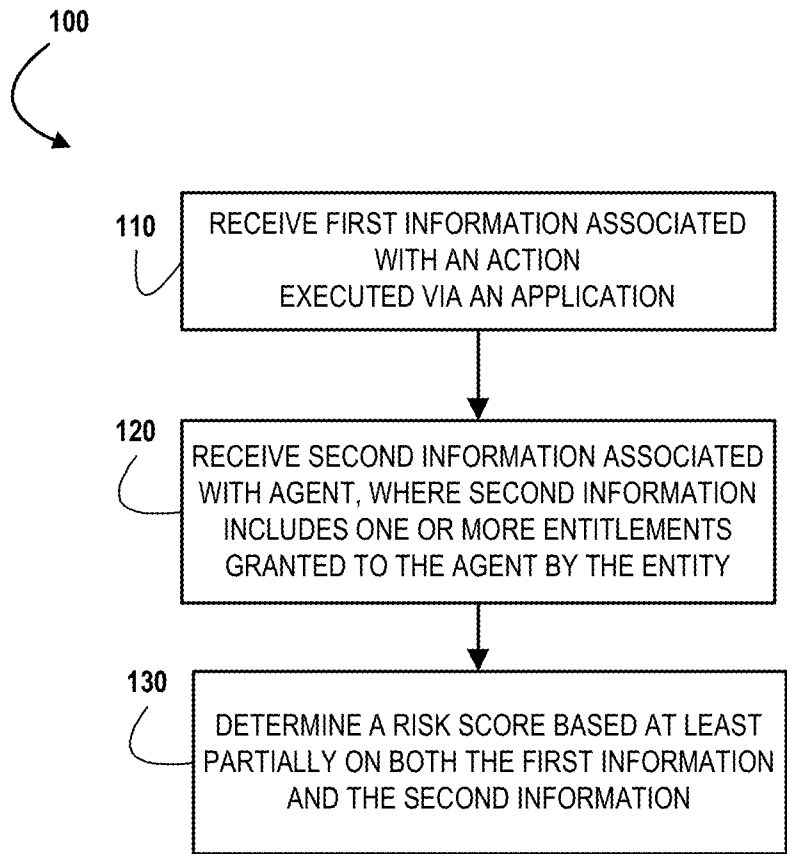 100
110
RECEIVE FIRST INFORMATION ASSOCIATED
WITH AN ACTION
EXECUTED VIA AN APPLICATION
120
RECEIVE SECOND INFORMATION ASSOCIATED
WITH AGENT, WHERE SECOND INFORMATION
INCLUDES ONE OR MORE ENTITLEMENTS
GRANTED TO THE AGENT BY THE ENTITY
130
DETERMINE A RISK SCORE BASED AT LEAST
PARTIALLY ON BOTH THE FIRST INFORMATION
AND THE SECOND INFORMATION